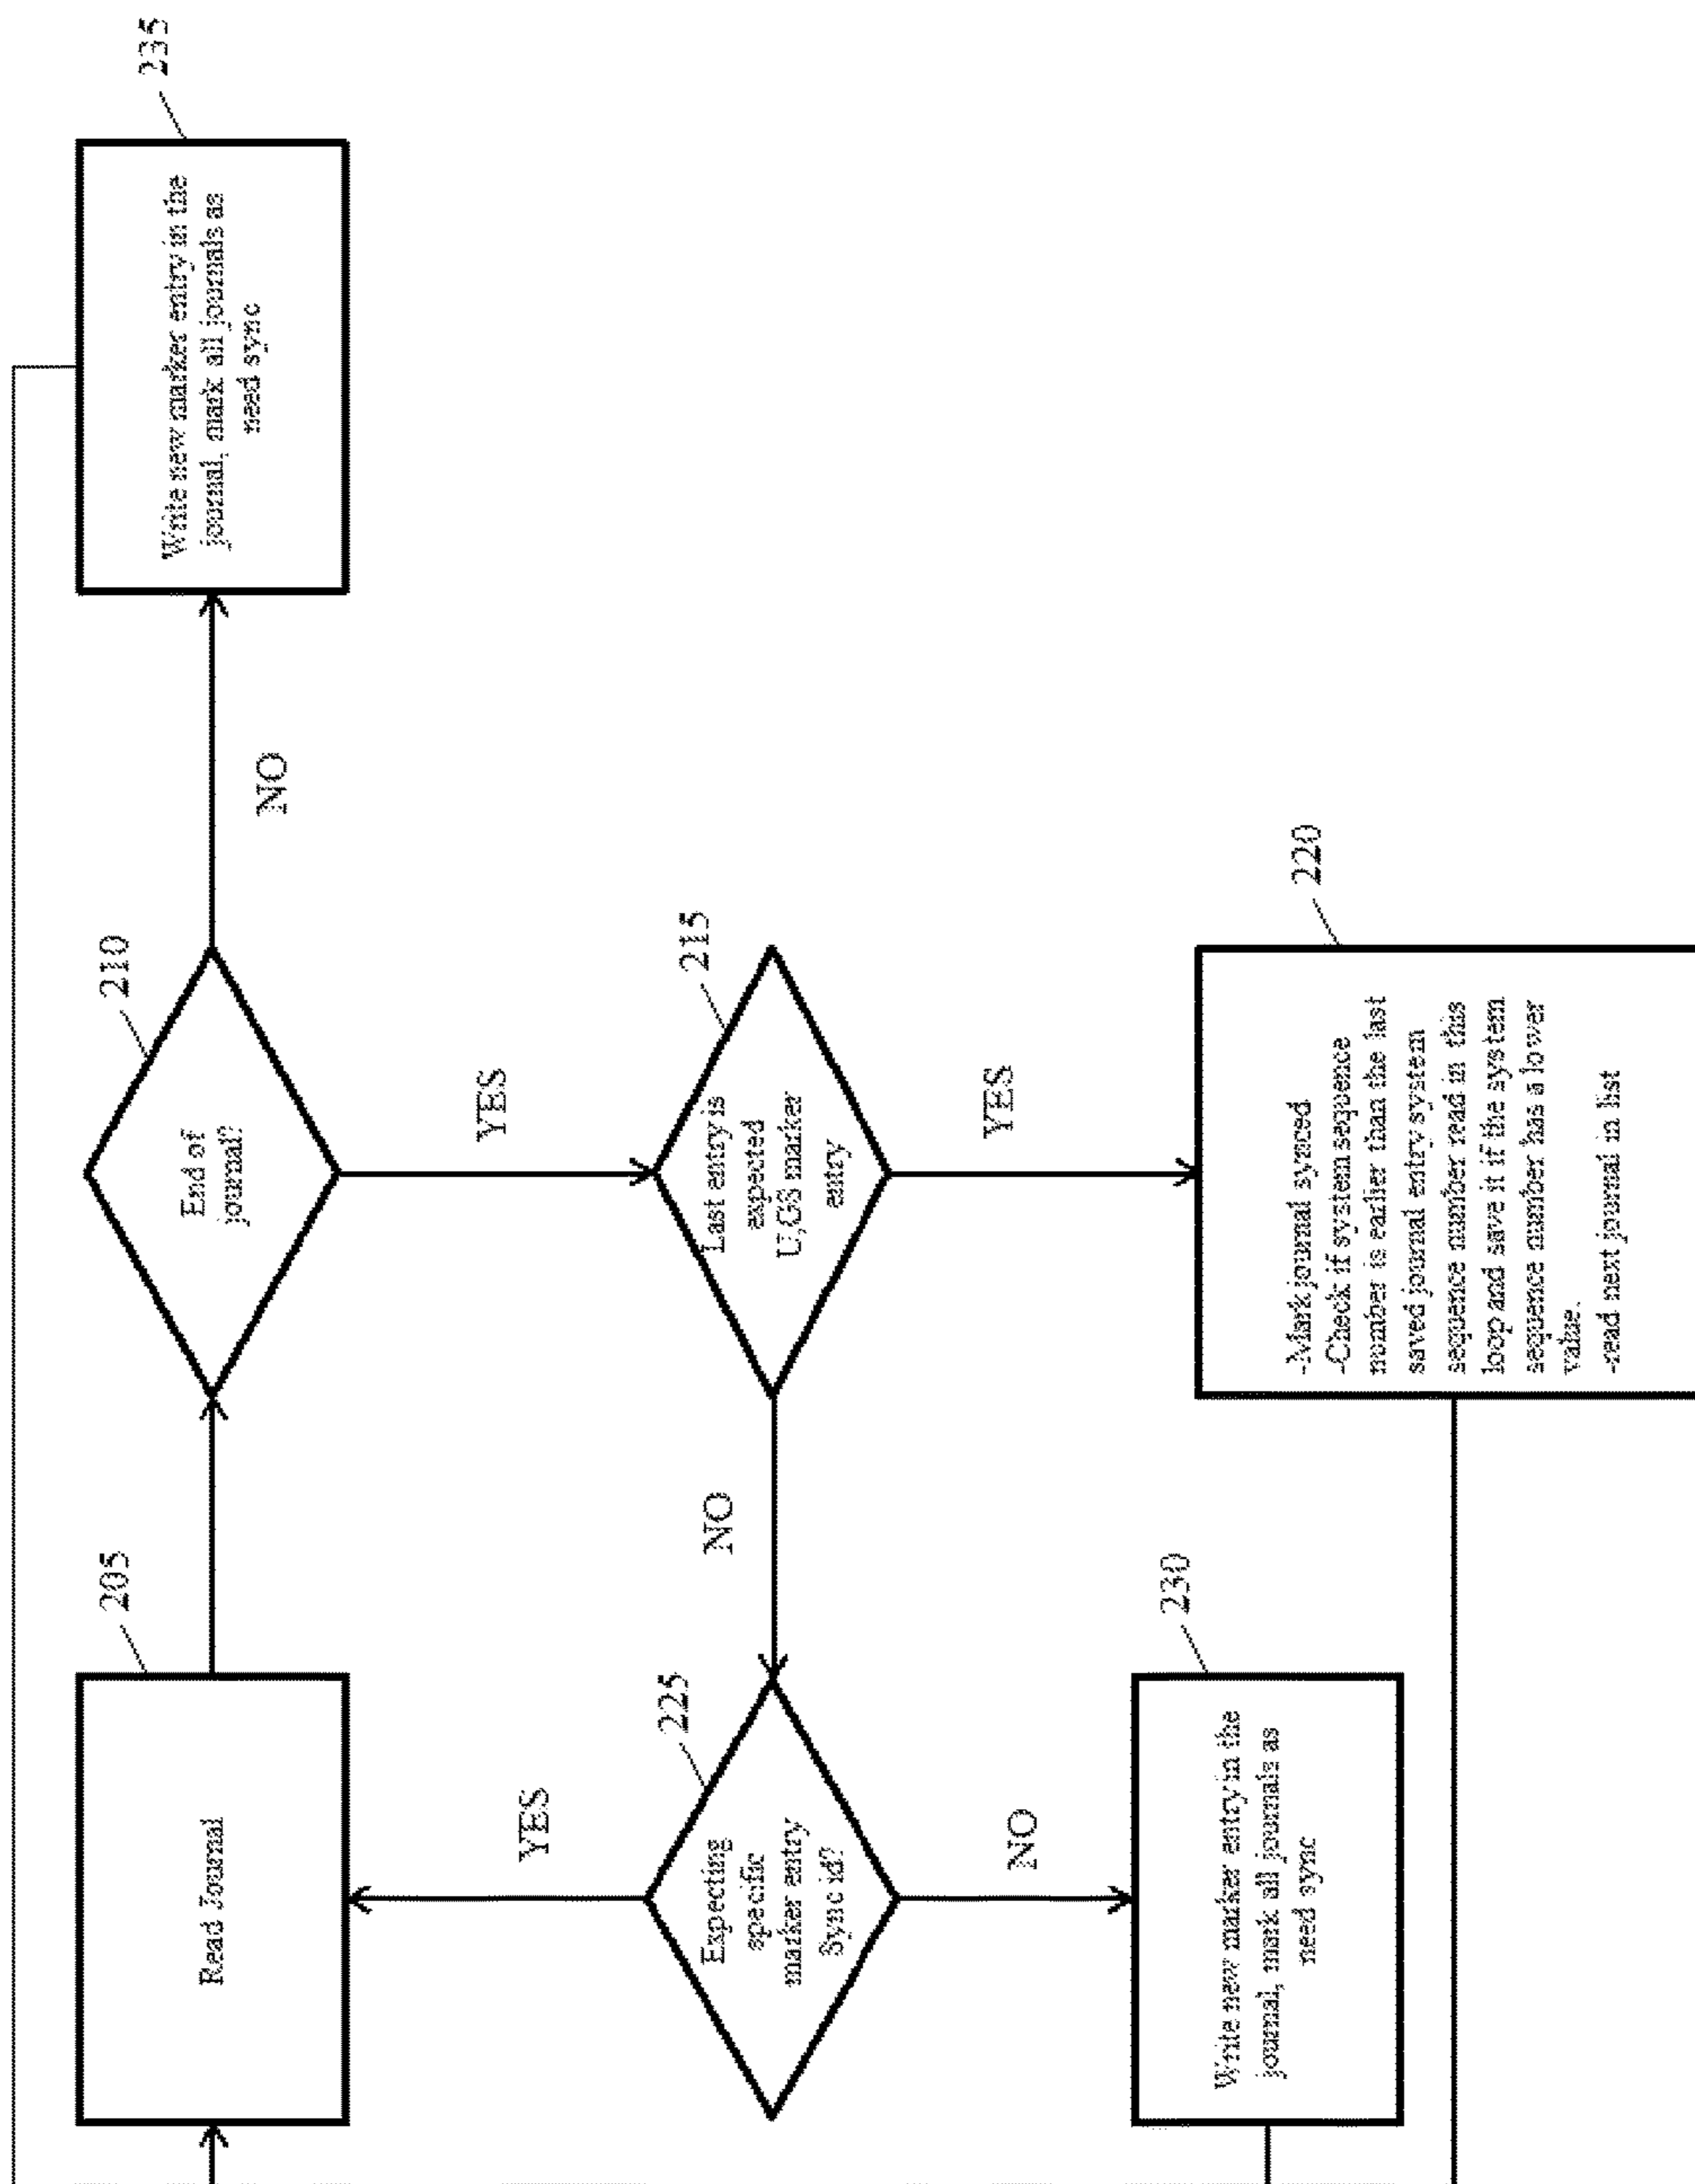 205
Read Journal
210
End of
journal?
NO
235
Write new marker entry in the
journal, mark all journals as
need sync
YES
YES
225
Expecting
specific
marker entry
Sync id?
NO
215
Last entry is
expected
U,GS marker
entry
NO
YES
230
Write new marker entry in the
journal, mark all journals as
need sync
220
-Mark journal synced
-Check if system sequence
number is earlier than the last
saved journal entry system
sequence number read in this
loop and save it if the system
sequence number has a lower
value.
-read next journal in list